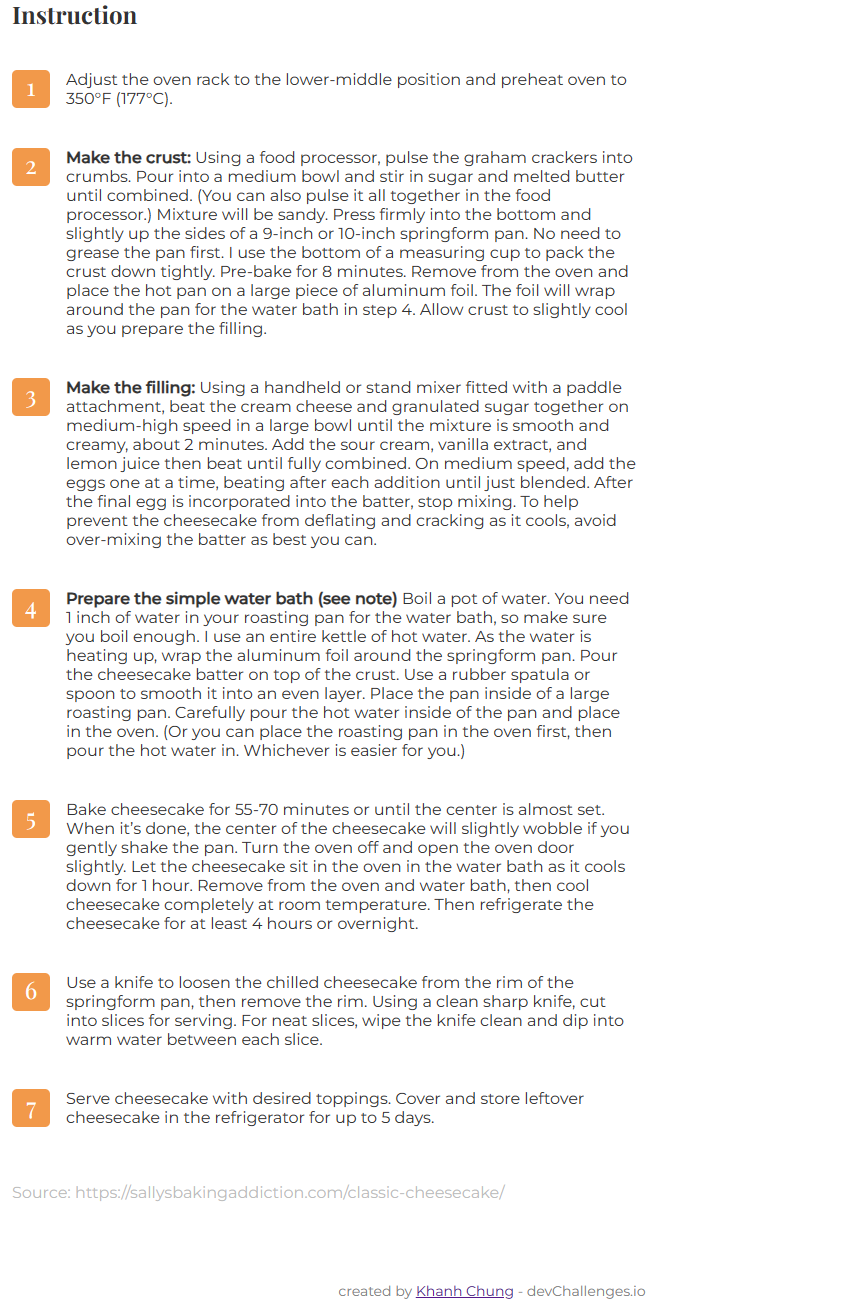 Instruction
1
Adjust the oven rack to the lower-middle position and preheat oven to
350°F (177°C).
2
Make the crust: Using a food processor, pulse the graham crackers into
crumbs. Pour into a medium bowl and stir in sugar and melted butter
until combined. (You can also pulse it all together in the food
processor.) Mixture will be sandy. Press firmly into the bottom and
slightly up the sides of a 9-inch or 10-inch springform pan. No need to
grease the pan first. I use the bottom of a measuring cup to pack the
crust down tightly. Pre-bake for 8 minutes. Remove from the oven and
place the hot pan on a large piece of aluminum foil. The foil will wrap
around the pan for the water bath in step 4. Allow crust to slightly cool
as you prepare the filling.
3
Make the filling: Using a handheld or stand mixer fitted with a paddle
attachment, beat the cream cheese and granulated sugar together on
medium-high speed in a large bowl until the mixture is smooth and
creamy, about 2 minutes. Add the sour cream, vanilla extract, and
lemon juice then beat until fully combined. On medium speed, add the
eggs one at a time, beating after each addition until just blended. After
the final egg is incorporated into the batter, stop mixing. To help
prevent the cheesecake from deflating and cracking as it cools, avoid
over-mixing the batter as best you can.
4
Prepare the simple water bath (see note) Boil a pot of water. You need
1 inch of water in your roasting pan for the water bath, so make sure
you boil enough. I use an entire kettle of hot water. As the water is
heating up, wrap the aluminum foil around the springform pan. Pour
the cheesecake batter on top of the crust. Use a rubber spatula or
spoon to smooth it into an even layer. Place the pan inside of a large
roasting pan. Carefully pour the hot water inside of the pan and place
in the oven. (Or you can place the roasting pan in the oven first, then
pour the hot water in. Whichever is easier for you.)
5
Bake cheesecake for 55-70 minutes or until the center is almost set.
When it’s done, the center of the cheesecake will slightly wobble if you
gently shake the pan. Turn the oven off and open the oven door
slightly. Let the cheesecake sit in the oven in the water bath as it cools
down for 1 hour. Remove from the oven and water bath, then cool
cheesecake completely at room temperature. Then refrigerate the
cheesecake for at least 4 hours or overnight.
6
Use a knife to loosen the chilled cheesecake from the rim of the
springform pan, then remove the rim. Using a clean sharp knife, cut
into slices for serving. For neat slices, wipe the knife clean and dip into
warm water between each slice.
7
Serve cheesecake with desired toppings. Cover and store leftover
cheesecake in the refrigerator for up to 5 days.
Source: https://sallysbakingaddiction.com/classic-cheesecake/
created by Khanh Chung - devChallenges.io